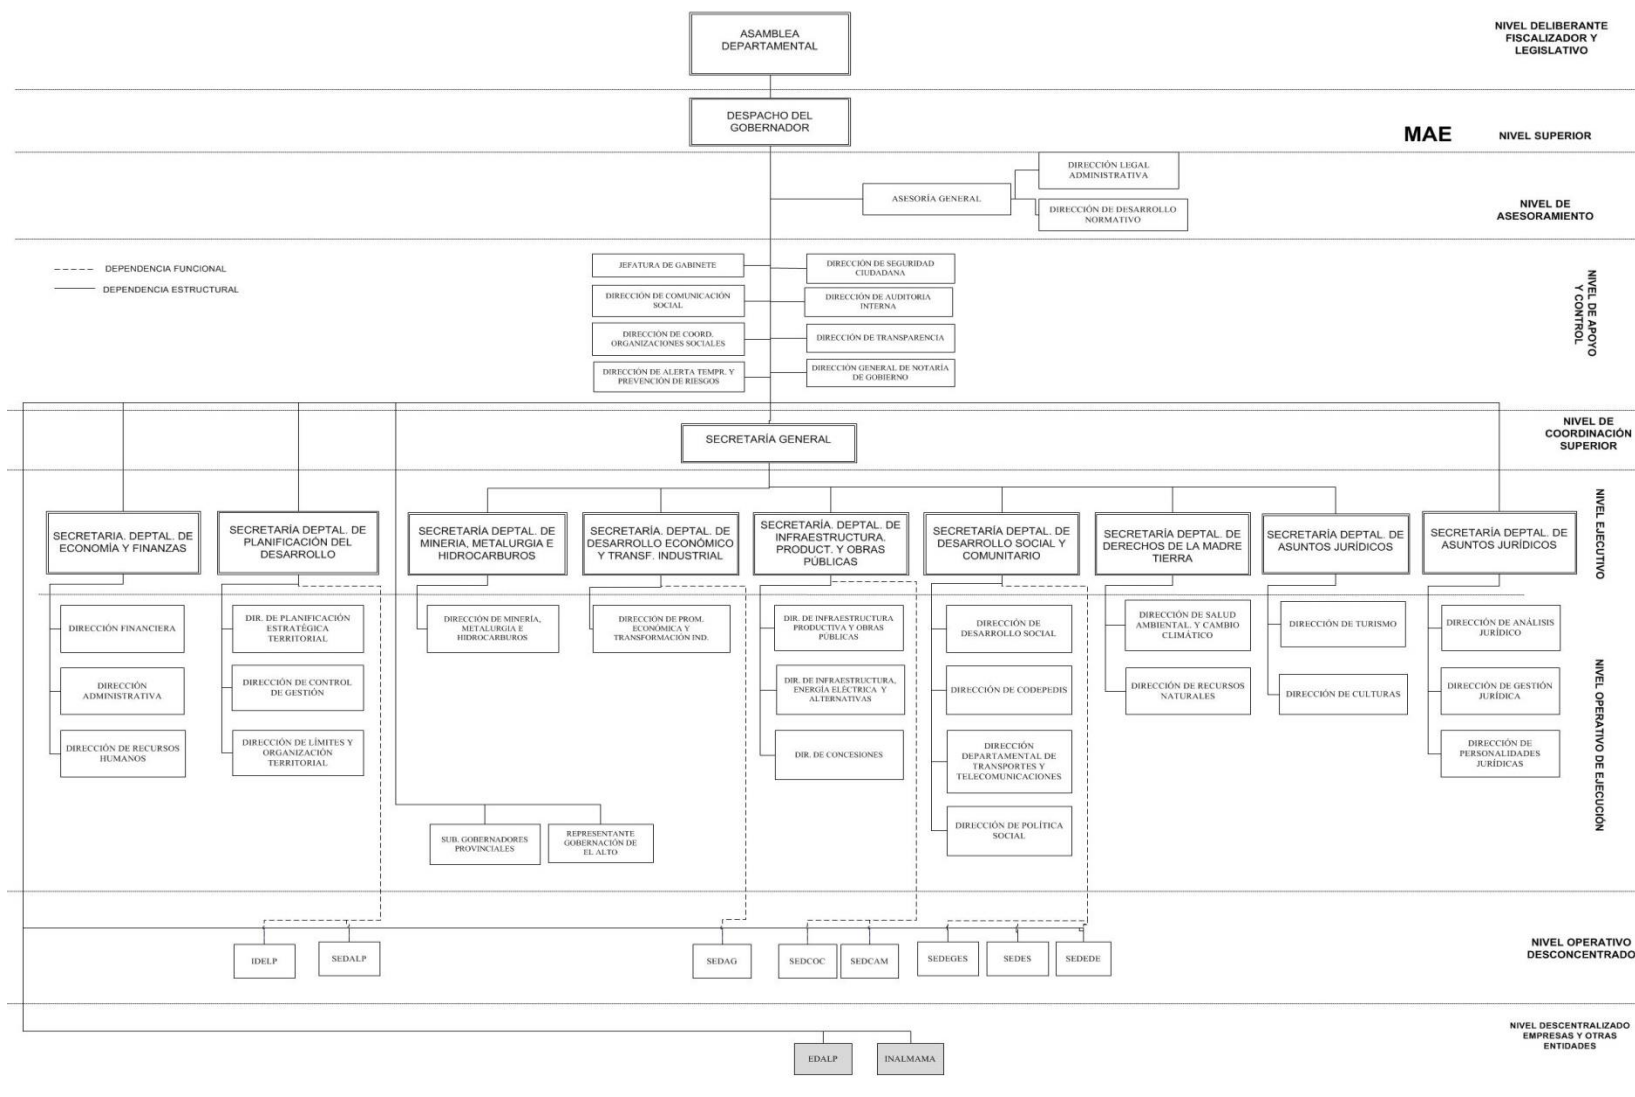 ASAMBLEA
DEPARTAMENTAL
NIVEL DELIBERANTE
FISCALIZADOR Y
LEGISLATIVO
DESPACHO DEL
GOBERNADOR
MAE
NIVEL SUPERIOR
ASESORÍA GENERAL
DIRECCIÓN LEGAL
ADMINISTRATIVA
DIRECCIÓN DE DESARROLLO
NORMATIVO
NIVEL DE
ASESORAMIENTO
DEPENDENCIA FUNCIONAL
DEPENDENCIA ESTRUCTURAL
JEFATURA DE GABINETE
DIRECCIÓN DE SEGURIDAD
CIUDADANA
DIRECCIÓN DE COMUNICACIÓN
SOCIAL
DIRECCIÓN DE AUDITORIA
INTERNA
DIRECCIÓN DE COORD.
ORGANIZACIONES SOCIALES
DIRECCIÓN DE TRANSPARENCIA
DIRECCIÓN DE ALERTA TEMPR. Y
PREVENCIÓN DE RIESGOS
DIRECCIÓN GENERAL DE NOTARÍA
DE GOBIERNO
NIVEL DE APOYO
Y CONTROL
SECRETARÍA GENERAL
NIVEL DE
COORDINACIÓN
SUPERIOR
SECRETARIA. DEPTAL. DE
ECONOMÍA Y FINANZAS
SECRETARÍA DEPTAL. DE
PLANIFICACIÓN DEL
DESARROLLO
SECRETARÍA DEPTAL. DE
MINERIA, METALURGIA E
HIDROCARBUROS
SECRETARÍA. DEPTAL. DE
DESARROLLO ECONÓMICO
Y TRANSF. INDUSTRIAL
SECRETARÍA. DEPTAL. DE
INFRAESTRUCTURA.
PRODUCT. Y OBRAS
PÚBLICAS
SECRETARÍA DEPTAL. DE
DESARROLLO SOCIAL Y
COMUNITARIO
SECRETARÍA DEPTAL. DE
DERECHOS DE LA MADRE
TIERRA
SECRETARÍA DEPTAL. DE
ASUNTOS JURÍDICOS
SECRETARÍA DEPTAL. DE
ASUNTOS JURÍDICOS
NIVEL EJECUTIVO
DIRECCIÓN FINANCIERA
DIRECCIÓN
ADMINISTRATIVA
DIRECCIÓN DE RECURSOS
HUMANOS
DIR. DE PLANIFICACIÓN
ESTRATÉGICA
TERRITORIAL
DIRECCIÓN DE CONTROL
DE GESTIÓN
DIRECCIÓN DE LÍMITES Y
ORGANIZACIÓN
TERRITORIAL
DIRECCIÓN DE MINERÍA,
METALURGIA E
HIDROCARBUROS
DIRECCIÓN DE PROM.
ECONÓMICA Y
TRANSFORMACIÓN IND.
DIR. DE INFRAESTRUCTURA
PRODUCTIVA Y OBRAS
PÚBLICAS
DIR. DE INFRAESTRUCTURA,
ENERGÍA ELÉCTRICA Y
ALTERNATIVAS
DIR. DE CONCESIONES
DIRECCIÓN DE
DESARROLLO SOCIAL
DIRECCIÓN DE CODEPEDIS
DIRECCIÓN
DEPARTAMENTAL DE
TRANSPORTES Y
TELECOMUNICACIONES
DIRECCIÓN DE POLÍTICA
SOCIAL
DIRECCIÓN DE SALUD
AMBIENTAL. Y CAMBIO
CLIMÁTICO
DIRECCIÓN DE RECURSOS
NATURALES
DIRECCIÓN DE TURISMO
DIRECCIÓN DE CULTURAS
DIRECCIÓN DE ANÁLISIS
JURÍDICO
DIRECCIÓN DE GESTIÓN
JURÍDICA
DIRECCIÓN DE
PERSONALIDADES
JURÍDICAS
NIVEL OPERATIVO DE EJECUCIÓN
SUB. GOBERNADORES
PROVINCIALES
REPRESENTANTE
GOBERNACIÓN DE
EL ALTO
IDELP
SEDALP
SEDAG
SEDCOC
SEDCAM
SEDEGES
SEDES
SEDEDE
NIVEL OPERATIVO
DESCONCENTRADO
EDALP
INALMAMA
NIVEL DESCENTRALIZADO
EMPRESAS Y OTRAS
ENTIDADES